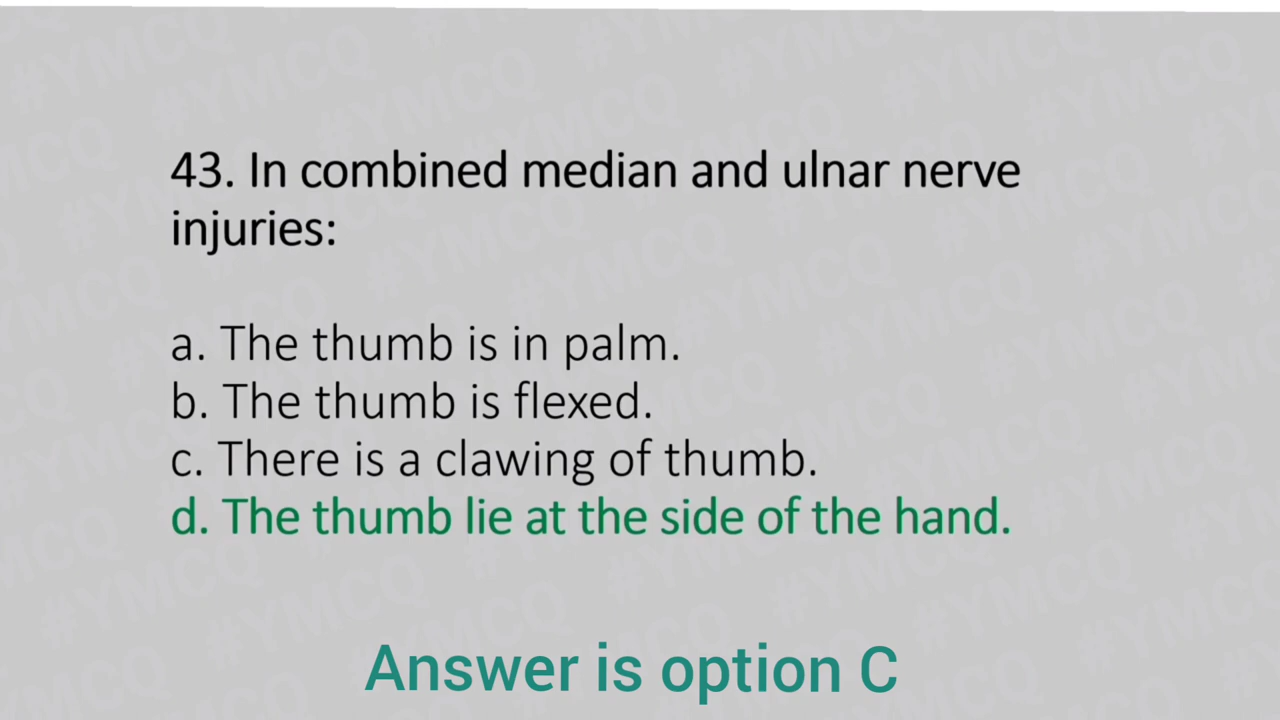 43. In combined median and ulnar nerve
injuries:
a. The thumb is in palm.
b. The thumb is flexed.
c. There is a clawing of thumb.
d. The thumb lie at the side of the hand.
Answer is option C
#YMCQ